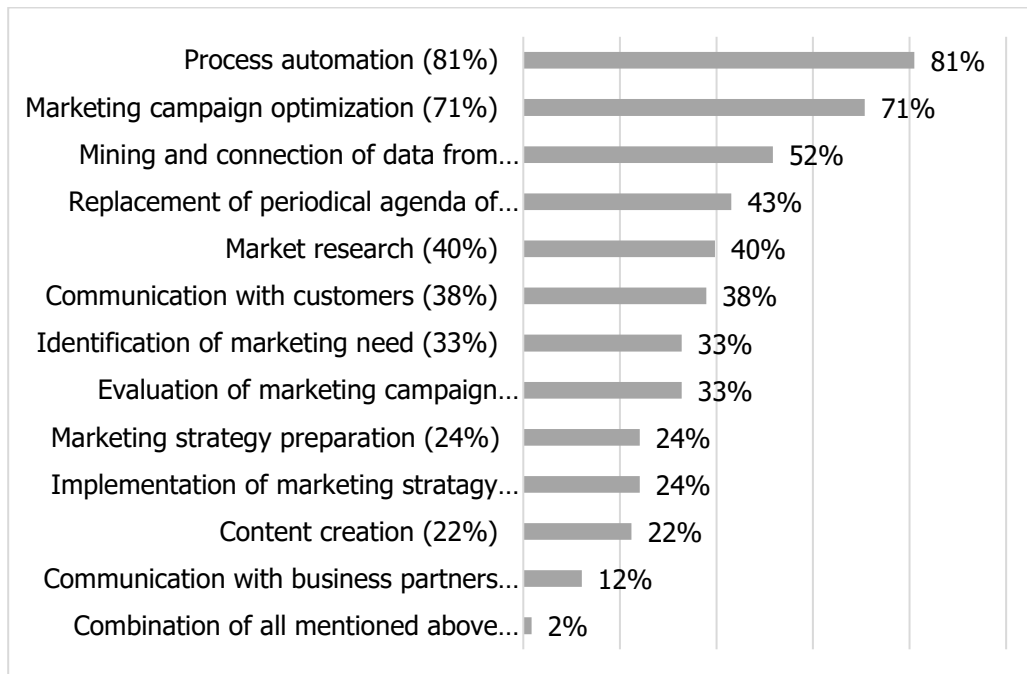 Process automation (81%) 81%
Marketing campaign optimization (71%) 71%
Mining and connection of data from... 52%
Replacement of periodical agenda of... 43%
Market research (40%) 40%
Communication with customers (38%) 38%
Identification of marketing need (33%) 33%
Evaluation of marketing campaign... 33%
Marketing strategy preparation (24%) 24%
Implementation of marketing stratagy... 24%
Content creation (22%) 22%
Communication with business partners... 12%
Combination of all mentioned above... 2%